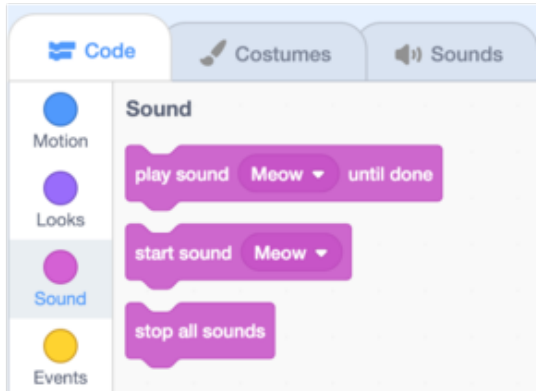 Code
Costumes
Sounds
Motion
Looks
Sound
Events
Sound
play sound Meow until done
start sound Meow
stop all sounds